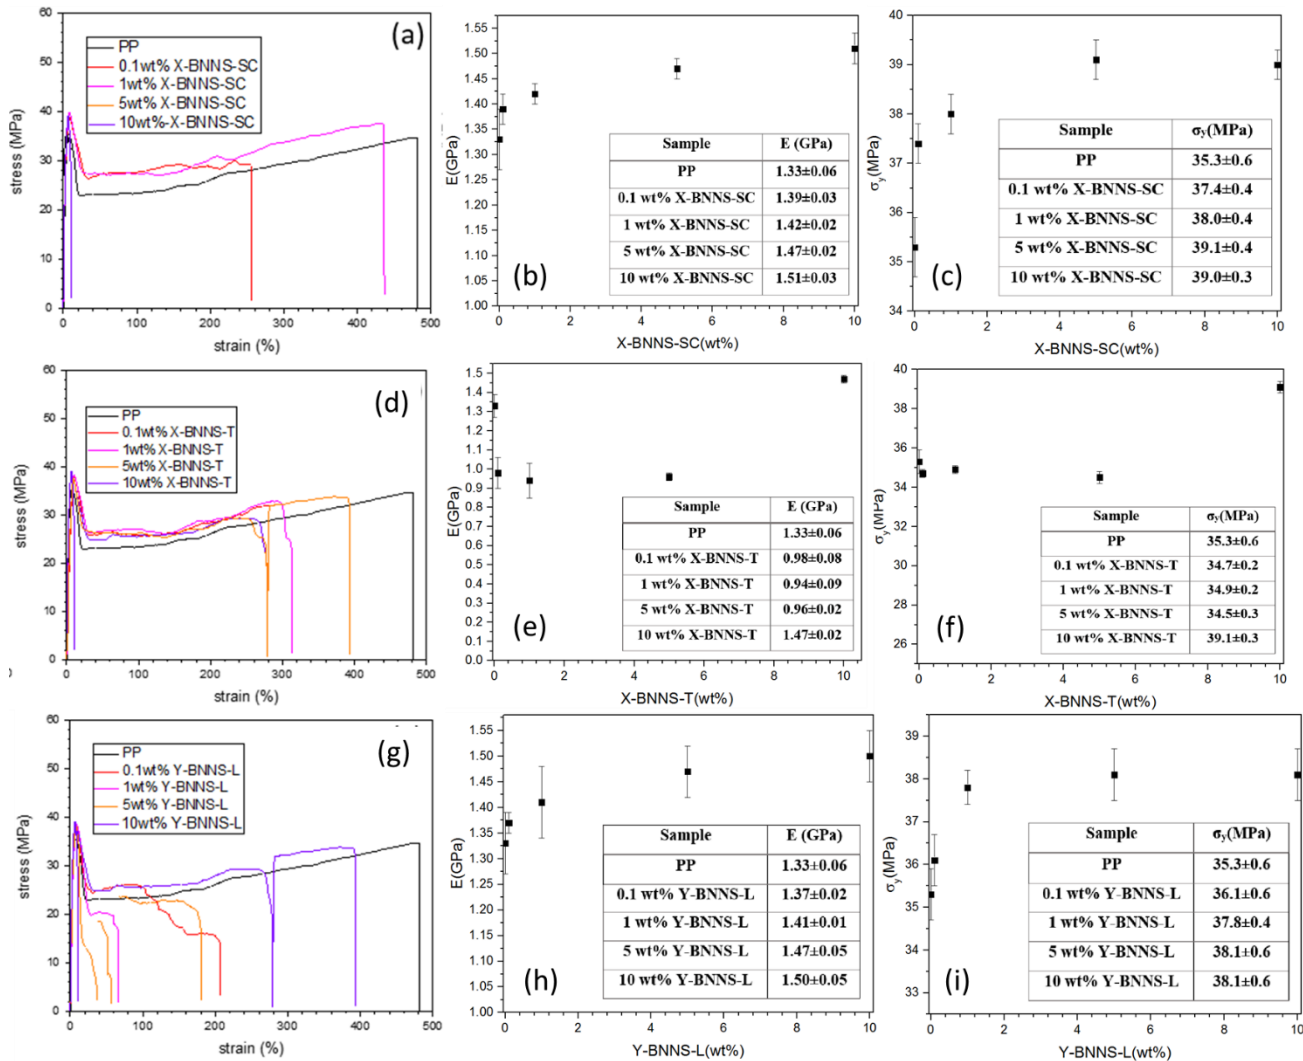 (a)
PP
0.1wt% X-BNNS-SC
1wt% X-BNNS-SC
5wt% X-BNNS-SC
10wt%-X-BNNS-SC
stress (MPa)
60
50
40
30
20
10
0
0 100 200 300 400 500
strain (%)
(b)
E(GPa)
1.55
1.50
1.45
1.40
1.35
1.30
1.25
1.20
1.15
1.10
1.05
1.00
Sample E (GPa)
PP 1.33±0.06
0.1 wt% X-BNNS-SC 1.39±0.03
1 wt% X-BNNS-SC 1.42±0.02
5 wt% X-BNNS-SC 1.47±0.02
10 wt% X-BNNS-SC 1.51±0.03
0 2 4 6 8 10
X-BNNS-SC(wt%)
(c)
σy(MPa)
40
39
38
37
36
35
34
Sample σy(MPa)
PP 35.3±0.6
0.1 wt% X-BNNS-SC 37.4±0.4
1 wt% X-BNNS-SC 38.0±0.4
5 wt% X-BNNS-SC 39.1±0.4
10 wt% X-BNNS-SC 39.0±0.3
0 2 4 6 8 10
X-BNNS-SC(wt%)
(d)
PP
0.1wt% X-BNNS-T
1wt% X-BNNS-T
5wt% X-BNNS-T
10wt% X-BNNS-T
stress (MPa)
60
50
40
30
20
10
0
0 100 200 300 400 500
strain (%)
(e)
E(GPa)
1.5
1.4
1.3
1.2
1.1
1.0
0.9
0.8
0.7
0.6
0.5
0.4
0.3
0.2
0.1
0.0
Sample E (GPa)
PP 1.33±0.06
0.1 wt% X-BNNS-T 0.98±0.08
1 wt% X-BNNS-T 0.94±0.09
5 wt% X-BNNS-T 0.96±0.02
10 wt% X-BNNS-T 1.47±0.02
0 2 4 6 8 10
X-BNNS-T(wt%)
(f)
σy(MPa)
40
38
36
34
32
30
28
26
Sample σy(MPa)
PP 35.3±0.6
0.1 wt% X-BNNS-T 34.7±0.2
1 wt% X-BNNS-T 34.9±0.2
5 wt% X-BNNS-T 34.5±0.3
10 wt% X-BNNS-T 39.1±0.3
0 2 4 6 8 10
X-BNNS-T(wt%)
(g)
PP
0.1wt% Y-BNNS-L
1wt% Y-BNNS-L
5wt% Y-BNNS-L
10wt% Y-BNNS-L
stress (MPa)
60
50
40
30
20
10
0
0 100 200 300 400 500
strain (%)
(h)
E(GPa)
1.55
1.50
1.45
1.40
1.35
1.30
1.25
1.20
1.15
1.10
1.05
1.00
Sample E (GPa)
PP 1.33±0.06
0.1 wt% Y-BNNS-L 1.37±0.02
1 wt% Y-BNNS-L 1.41±0.01
5 wt% Y-BNNS-L 1.47±0.05
10 wt% Y-BNNS-L 1.50±0.05
0 2 4 6 8 10
Y-BNNS-L(wt%)
(i)
σy(MPa)
39
38
37
36
35
34
33
Sample σy(MPa)
PP 35.3±0.6
0.1 wt% Y-BNNS-L 36.1±0.6
1 wt% Y-BNNS-L 37.8±0.4
5 wt% Y-BNNS-L 38.1±0.6
10 wt% Y-BNNS-L 38.1±0.6
0 2 4 6 8 10
Y-BNNS-L(wt%)